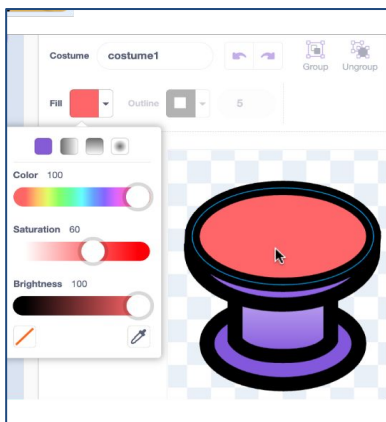 Costume costume1
Group Ungroup
Fill Outline 5
Color 100
Saturation 60
Brightness 100